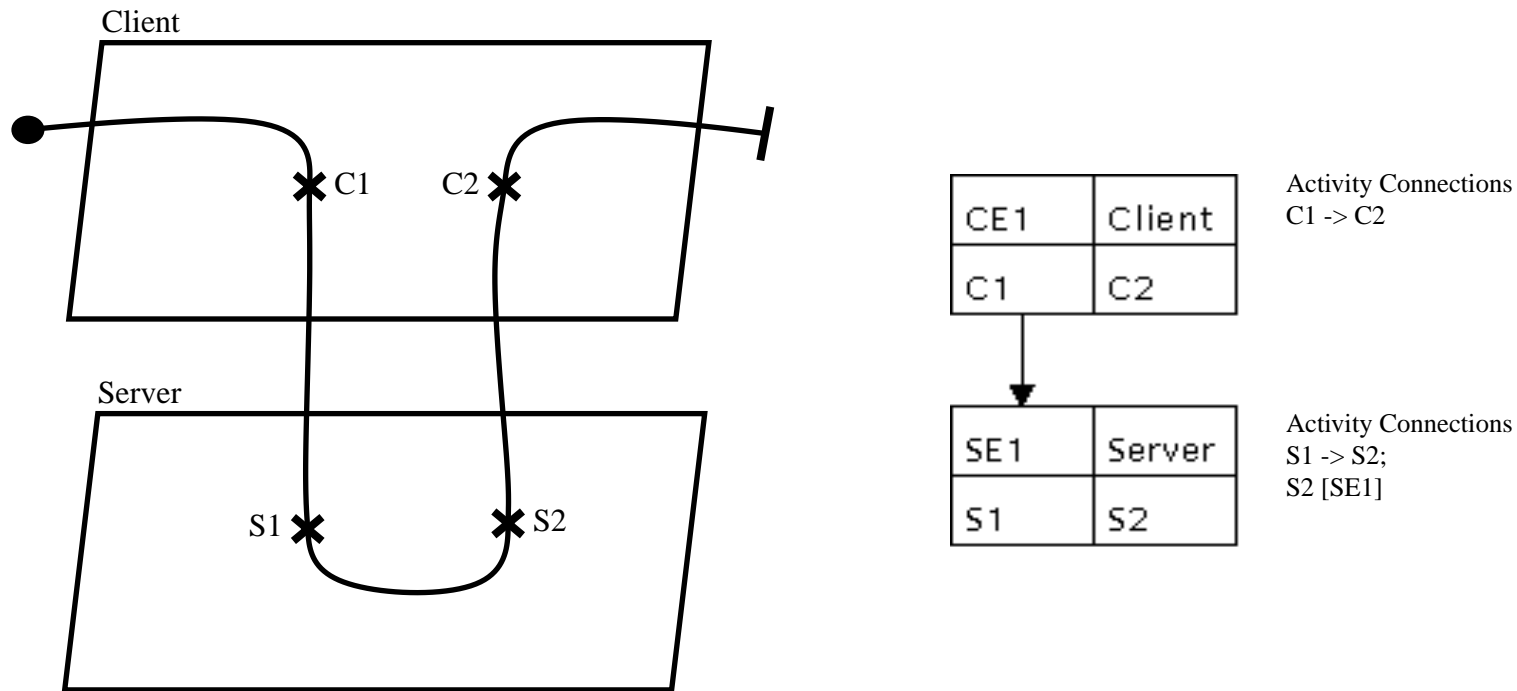 Client
C1
C2
Server
S1
S2
CE1 Client
C1 C2
Activity Connections
C1 -> C2
SE1 Server
S1 S2
Activity Connections
S1 -> S2;
S2 [SE1]